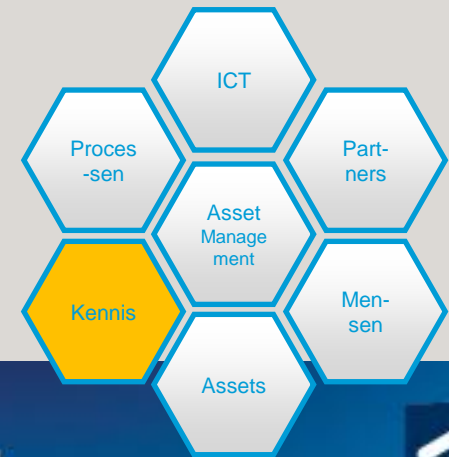 ICT
Proces
-sen
Part-
ners
Asset
Manage
ment
Kennis
Men-
sen
Assets